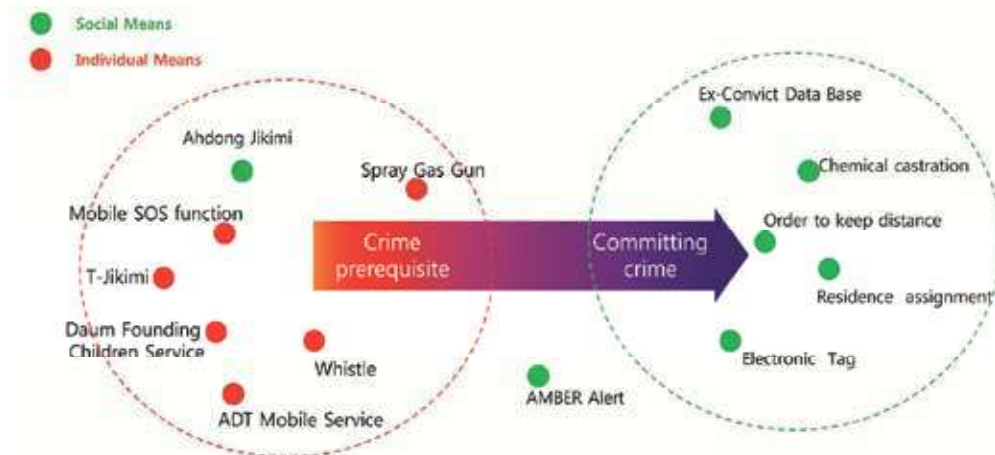 Social Means
Individual Means
Ex-Convict Data Base
Ahdong Jikimi
Spray Gas Gun
Chemical castration
Mobile SOS function
Order to keep distance
Crime
prerequisite
Committing
crime
T-Jikimi
Residence assignment
Daum Founding
Children Service
Whistle
Electronic Tag
AMBER Alert
ADT Mobile Service